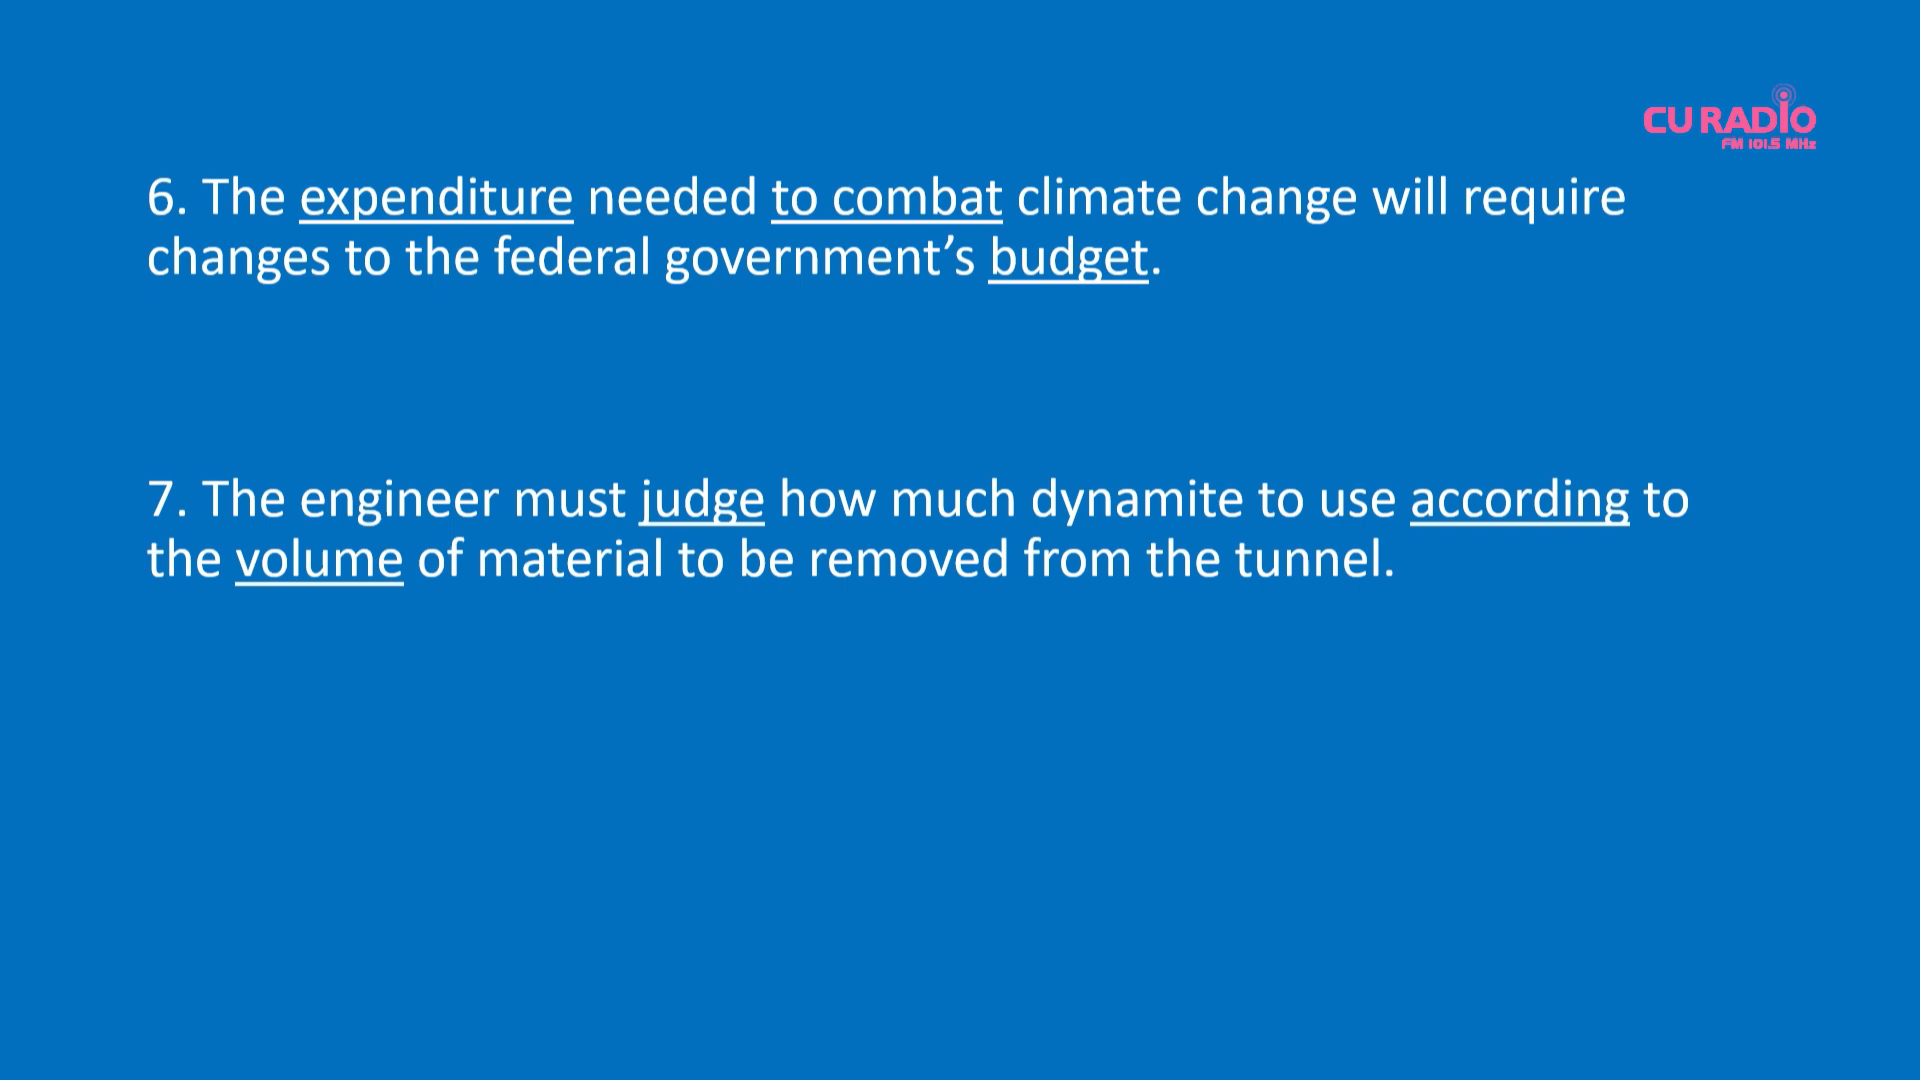 CU RADIO
FM 101.5 MHz
6. The expenditure needed to combat climate change will require
changes to the federal government’s budget.
7. The engineer must judge how much dynamite to use according to
the volume of material to be removed from the tunnel.